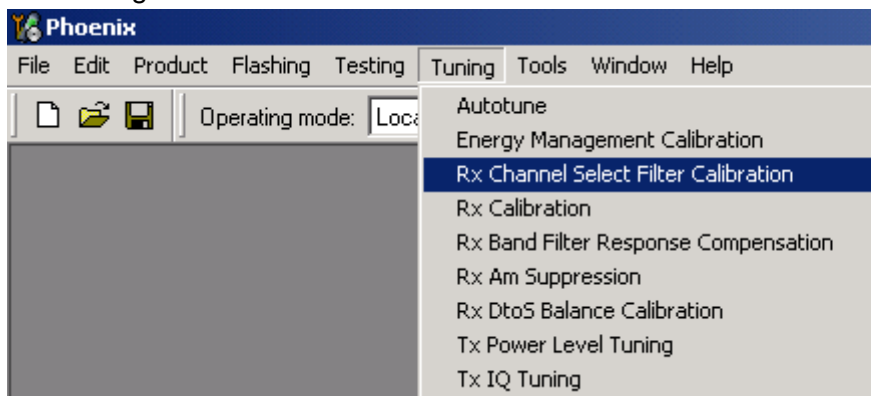 Phoenix
File Edit Product Flashing Testing Tuning Tools Window Help
Operating mode: Loca
Autotune
Energy Management Calibration
Rx Channel Select Filter Calibration
Rx Calibration
Rx Band Filter Response Compensation
Rx Am Suppression
Rx DtoS Balance Calibration
Tx Power Level Tuning
Tx IQ Tuning